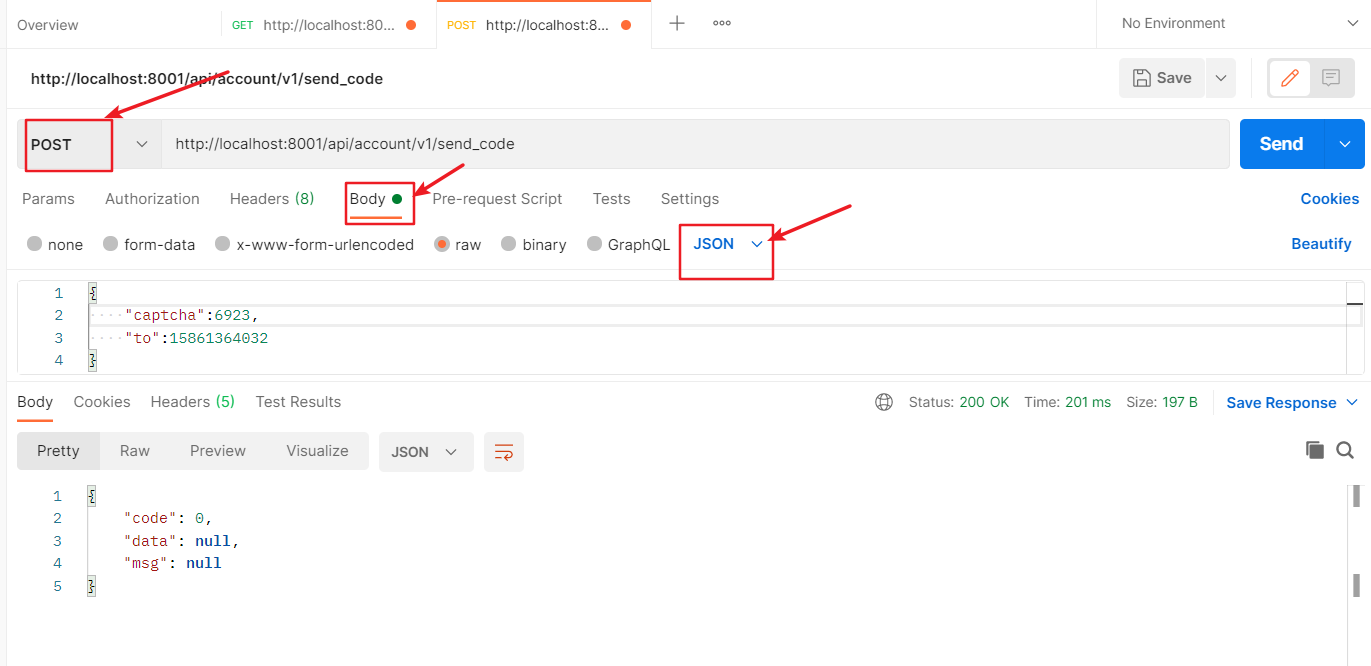 Overview GET http://localhost:80... POST http://localhost:8... No Environment
http://localhost:8001/api/account/v1/send_code Save
POST http://localhost:8001/api/account/v1/send_code Send
Params Authorization Headers (8) Body Pre-request Script Tests Settings Cookies
none form-data x-www-form-urlencoded raw binary GraphQL JSON Beautify
1 {
2 "captcha":6923,
3 "to":15861364032
4 }
Body Cookies Headers (5) Test Results Status: 200 OK Time: 201 ms Size: 197 B Save Response
Pretty Raw Preview Visualize JSON
1 {
2 "code": 0,
3 "data": null,
4 "msg": null
5 }